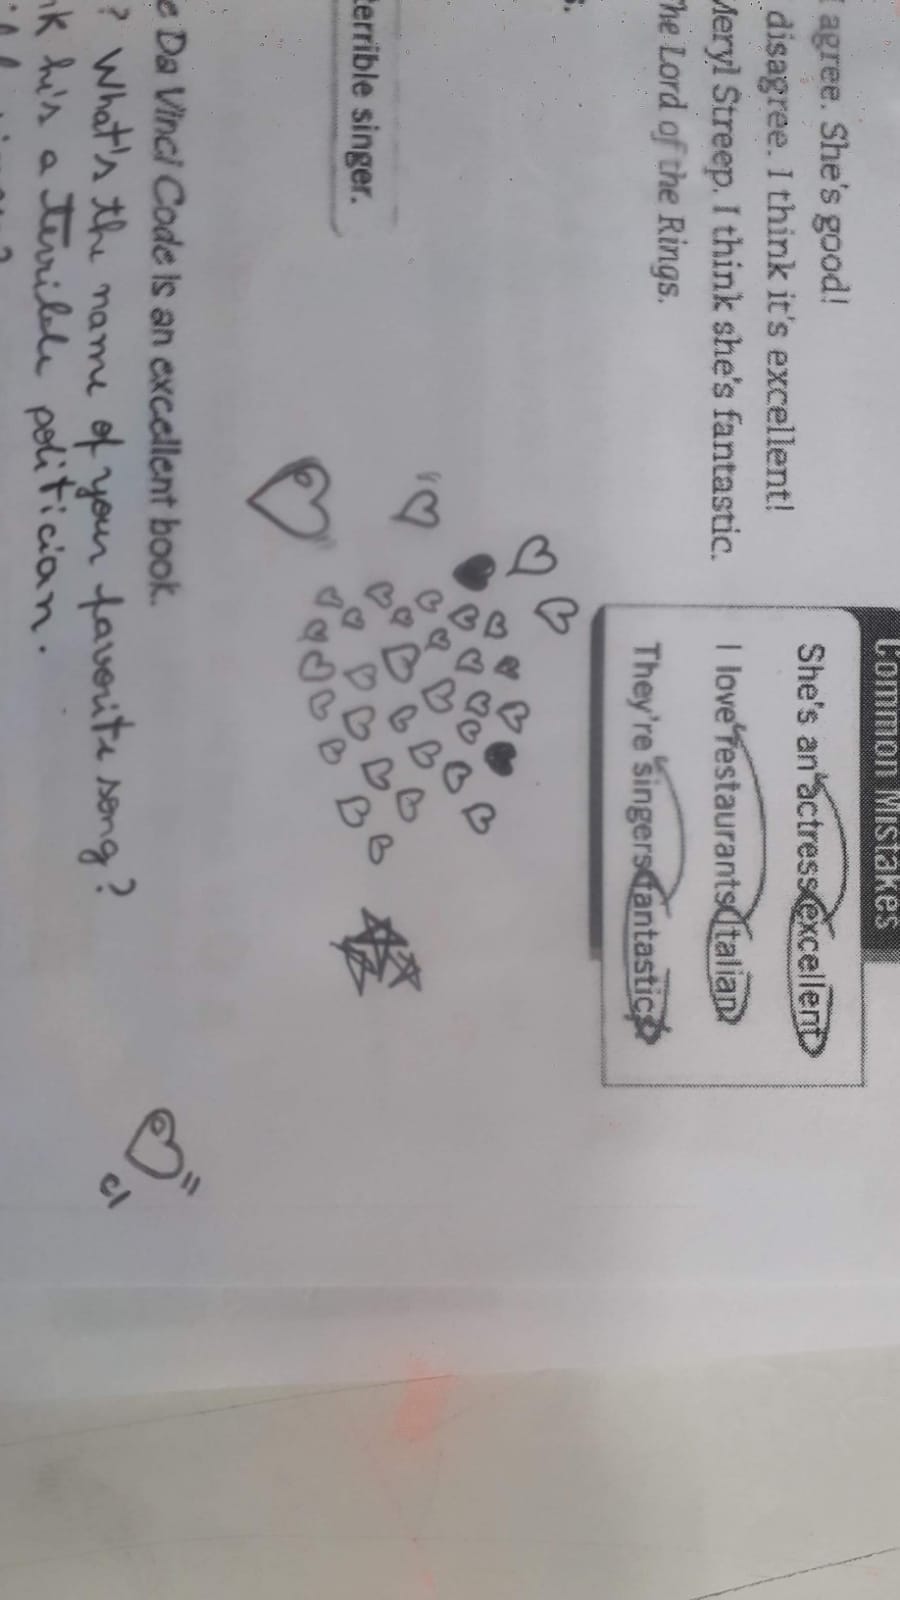 I agree. She's good!
disagree. I think it's excellent!
Meryl Streep. I think she's fantastic.
The Lord of the Rings.
s.
Common Mistakes
She's an actress excellent
I love restaurants Italian
They're singers fantastics
terrible singer.
e Da Vinci Code is an excellent book.
? What's the name of your favorite song?
nk he's a terrible politician.